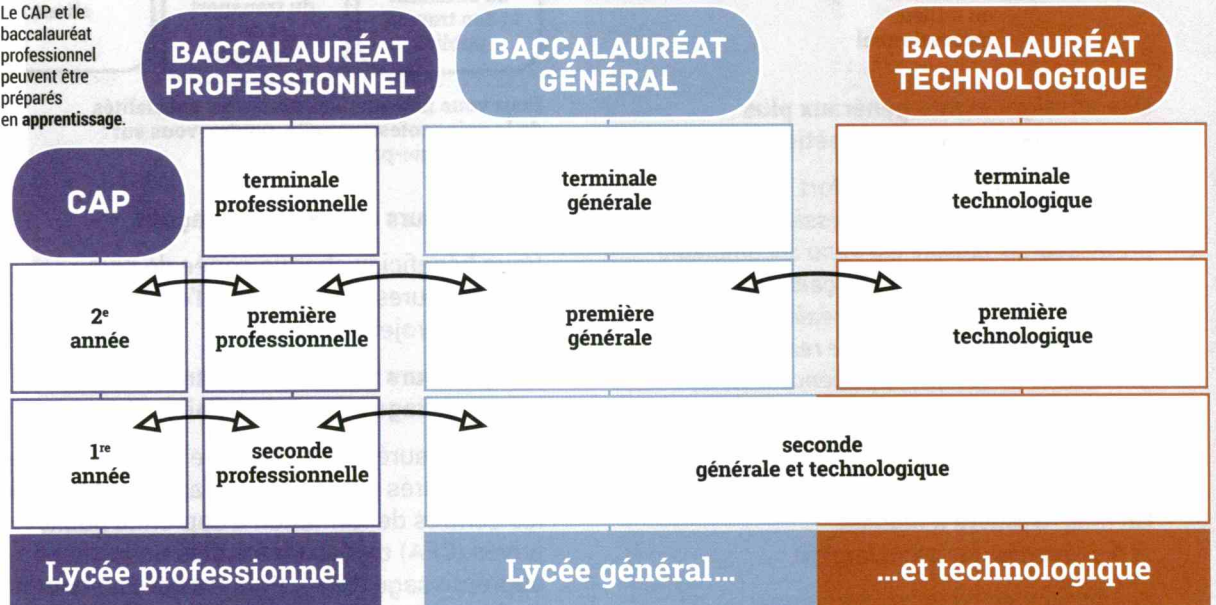 Le CAP et le
baccalauréat
professionnel
peuvent être
préparés
en apprentissage.
BACCALAURÉAT
PROFESSIONNEL
BACCALAURÉAT
GÉNÉRAL
BACCALAURÉAT
TECHNOLOGIQUE
CAP
terminale
professionnelle
terminale
générale
terminale
technologique
2e
année
première
professionnelle
première
générale
première
technologique
1re
année
seconde
professionnelle
seconde
générale et technologique
Lycée professionnel
Lycée général...
...et technologique